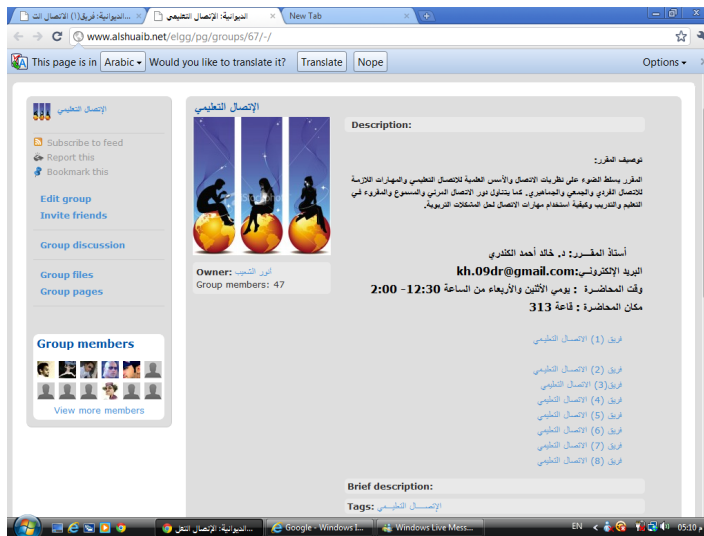 ...الديوانية: فريق(١) الاتصال الت
الديوانية: الإتصال التعليمي
New Tab
www.alshuaib.net/elgg/pg/groups/67/-/
This page is in Arabic Would you like to translate it? Translate Nope Options
الإتصال التعليمي
Subscribe to feed
Report this
Bookmark this
Edit group
Invite friends
Group discussion
Group files
Group pages
Group members
View more members
الإتصال التعليمي
Owner: أنور الشعيب
Group members: 47
Description:
توصيف المقرر:
المقرر يسلط الضوء على نظريات الاتصال والأسس العلمية للاتصال التعليمي والمهارات اللازمة
للاتصال الفردي والجمعي والجماهيري. كما يتناول دور الاتصال المرئي والمسموع والمقروء في
التعليم والتدريب وكيفية استخدام مهارات الاتصال لحل المشكلات التربوية.
أستاذ المقـــرر: د. خالد أحمد الكندري
البريد الإلكتروني:kh.09dr@gmail.com
وقت المحاضـرة : يومي الأثنين والأربعاء من الساعة 12:30- 2:00
مكان المحاضرة : قاعة 313
فريق (1) الاتصال التعليمي
فريق (2) الاتصال التعليمي
فريق(3) الاتصال التعليمي
فريق (4) الاتصال التعليمي
فريق (5) الاتصال التعليمي
فريق (6) الاتصال التعليمي
فريق (7) الاتصال التعليمي
فريق (8) الاتصال التعليمي
Brief description:
Tags: الإتصــــال التعليــمي
...الديوانية: الإتصال التعل
Google - Windows I...
Windows Live Mess...
EN
05:10 م